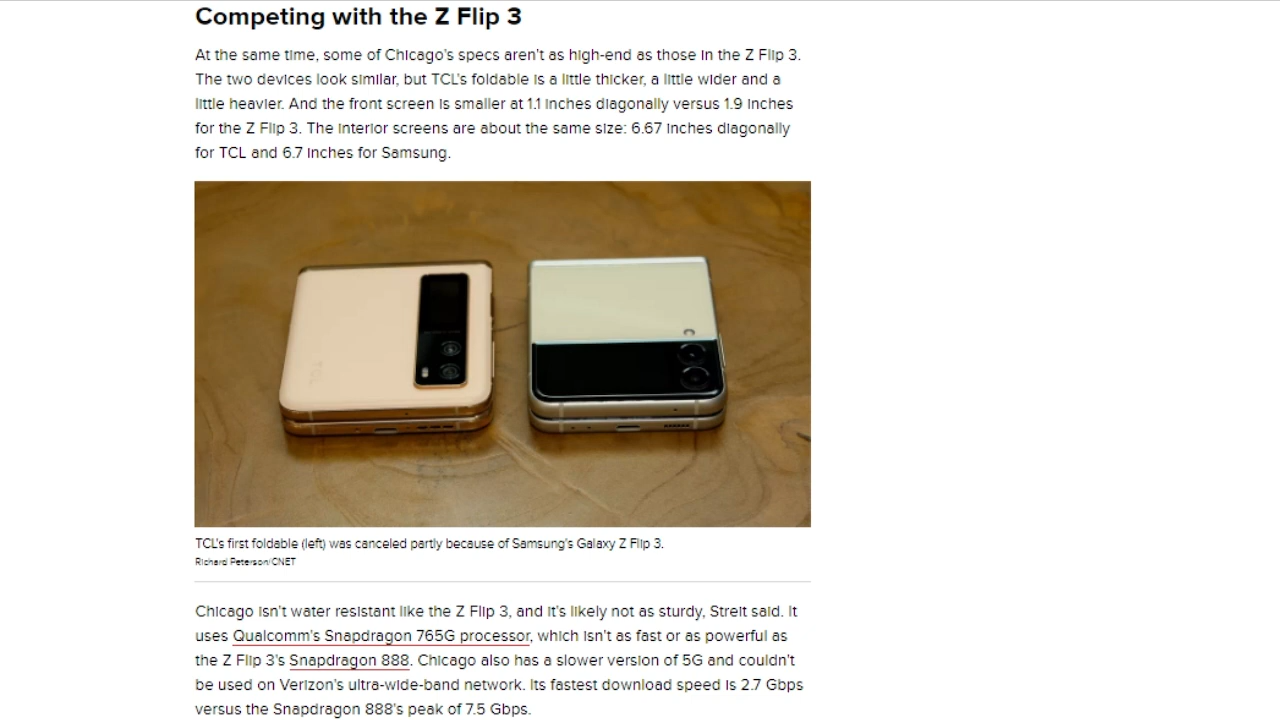 Competing with the Z Flip 3
At the same time, some of Chicago's specs aren't as high-end as those in the Z Flip 3.
The two devices look similar, but TCL's foldable is a little thicker, a little wider and a
little heavier. And the front screen is smaller at 1.1 inches diagonally versus 1.9 inches
for the Z Flip 3. The interior screens are about the same size: 6.67 inches diagonally
for TCL and 6.7 inches for Samsung.
TCL
TCL's first foldable (left) was canceled partly because of Samsung's Galaxy Z Flip 3.
Richard Peterson/CNET
Chicago isn't water resistant like the Z Flip 3, and it's likely not as sturdy, Streit said. It
uses Qualcomm's Snapdragon 765G processor, which isn't as fast or as powerful as
the Z Flip 3's Snapdragon 888. Chicago also has a slower version of 5G and couldn't
be used on Verizon's ultra-wide-band network. Its fastest download speed is 2.7 Gbps
versus the Snapdragon 888's peak of 7.5 Gbps.